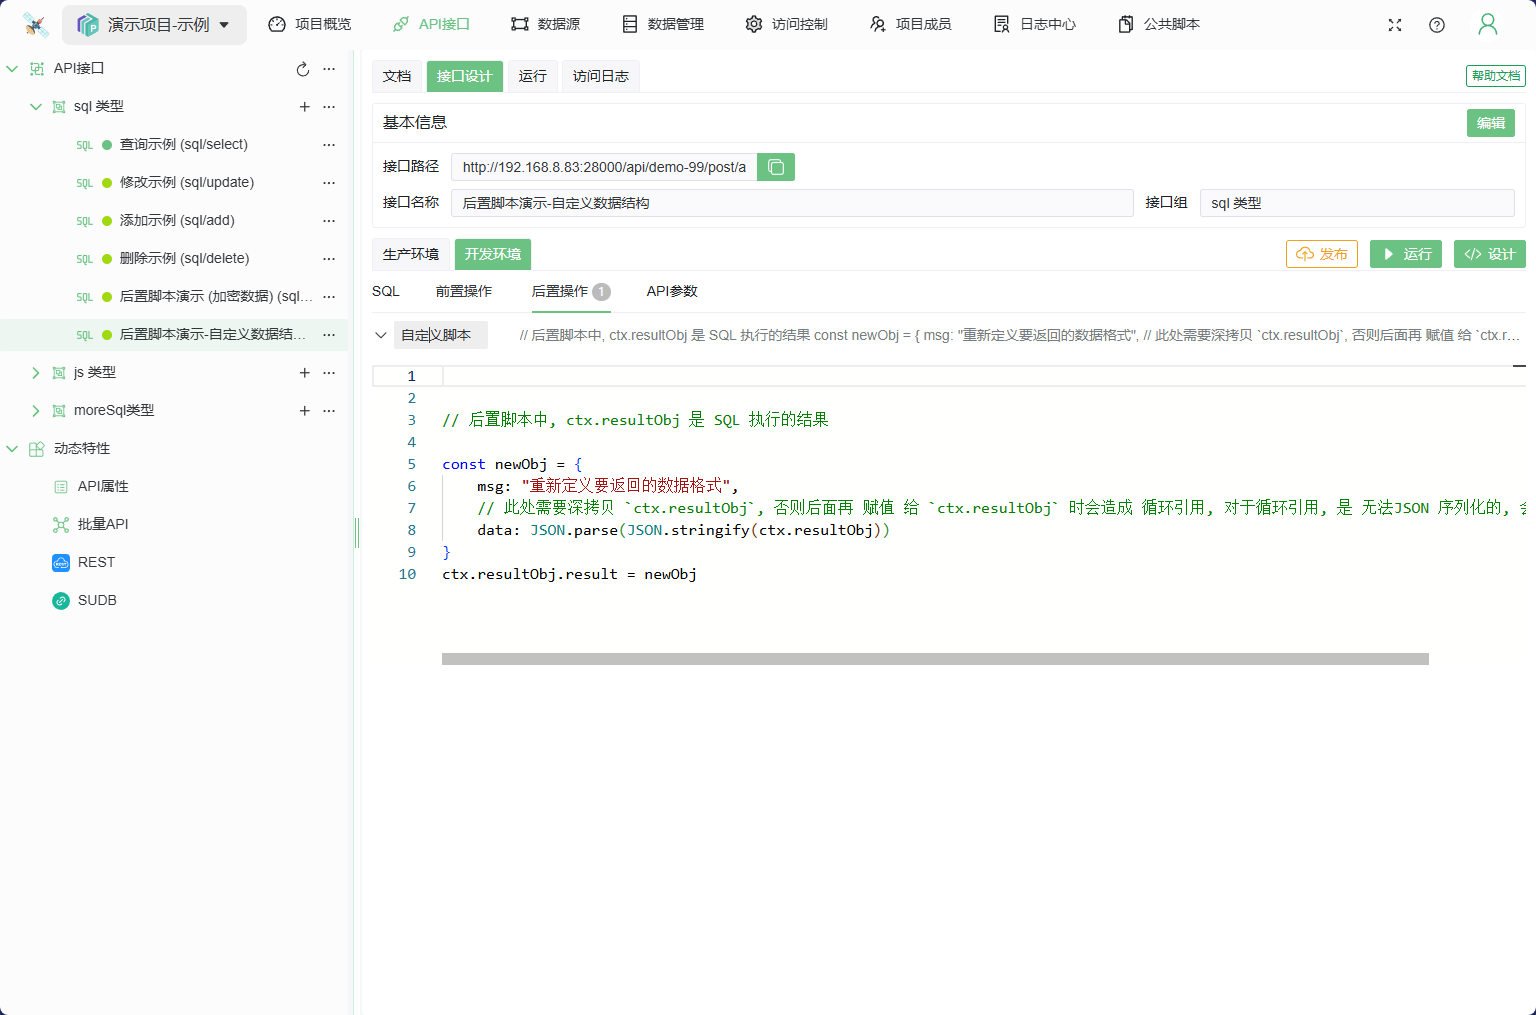 演示项目-示例 项目概览 API接口 数据源 数据管理 访问控制 项目成员 日志中心 公共脚本
API接口
sql 类型
SQL 查询示例 (sql/select)
SQL 修改示例 (sql/update)
SQL 添加示例 (sql/add)
SQL 删除示例 (sql/delete)
SQL 后置脚本演示 (加密数据) (sql...
SQL 后置脚本演示-自定义数据结...
js 类型
moreSql类型
动态特性
API属性
批量API
REST
SUDB
文档 接口设计 运行 访问日志 帮助文档
基本信息 编辑
接口路径 http://192.168.8.83:28000/api/demo-99/post/a
接口名称 后置脚本演示-自定义数据结构 接口组 sql 类型
生产环境 开发环境 发布 运行 </> 设计
SQL 前置操作 后置操作 1 API参数
自定义脚本 // 后置脚本中, ctx.resultObj 是 SQL 执行的结果 const newObj = { msg: "重新定义要返回的数据格式", // 此处需要深拷贝 `ctx.resultObj`, 否则后面再 赋值 给 `ctx.r...
1
2
3 // 后置脚本中, ctx.resultObj 是 SQL 执行的结果
4
5 const newObj = {
6 msg: "重新定义要返回的数据格式",
7 // 此处需要深拷贝 `ctx.resultObj`, 否则后面再 赋值 给 `ctx.resultObj` 时会造成 循环引用, 对于循环引用, 是 无法JSON 序列化的,
8 data: JSON.parse(JSON.stringify(ctx.resultObj))
9 }
10 ctx.resultObj.result = newObj